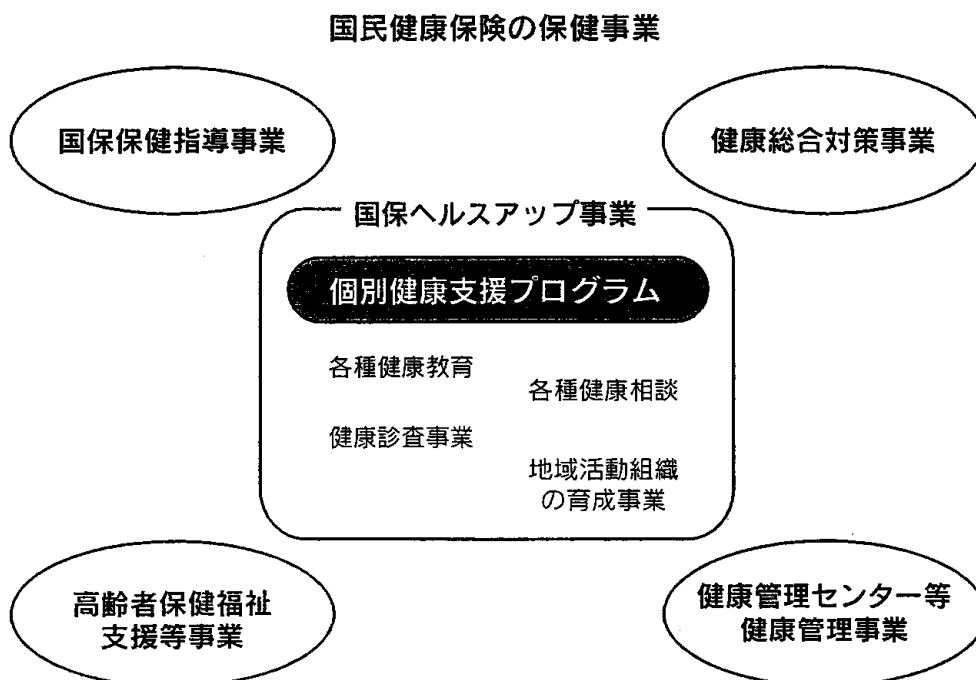 国民健康保険の保健事業
国保保健指導事業
健康総合対策事業
国保ヘルスアップ事業
個別健康支援プログラム
各種健康教育
各種健康相談
健康診査事業
地域活動組織
の育成事業
高齢者保健福祉
支援等事業
健康管理センター等
健康管理事業